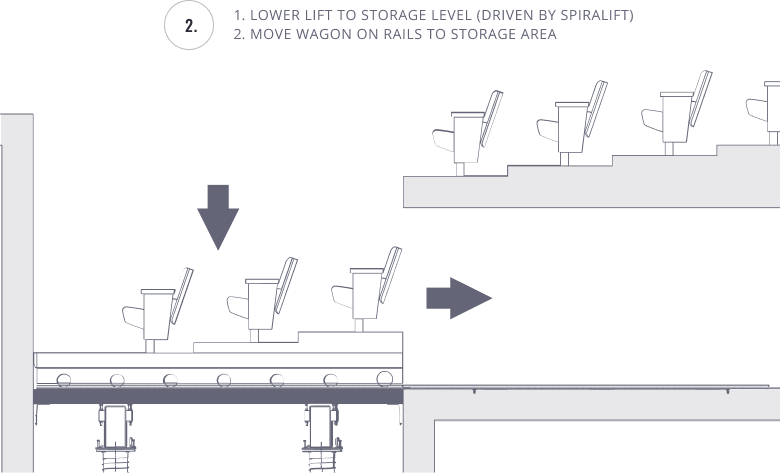 2.
1. LOWER LIFT TO STORAGE LEVEL (DRIVEN BY SPIRALIFT)
2. MOVE WAGON ON RAILS TO STORAGE AREA